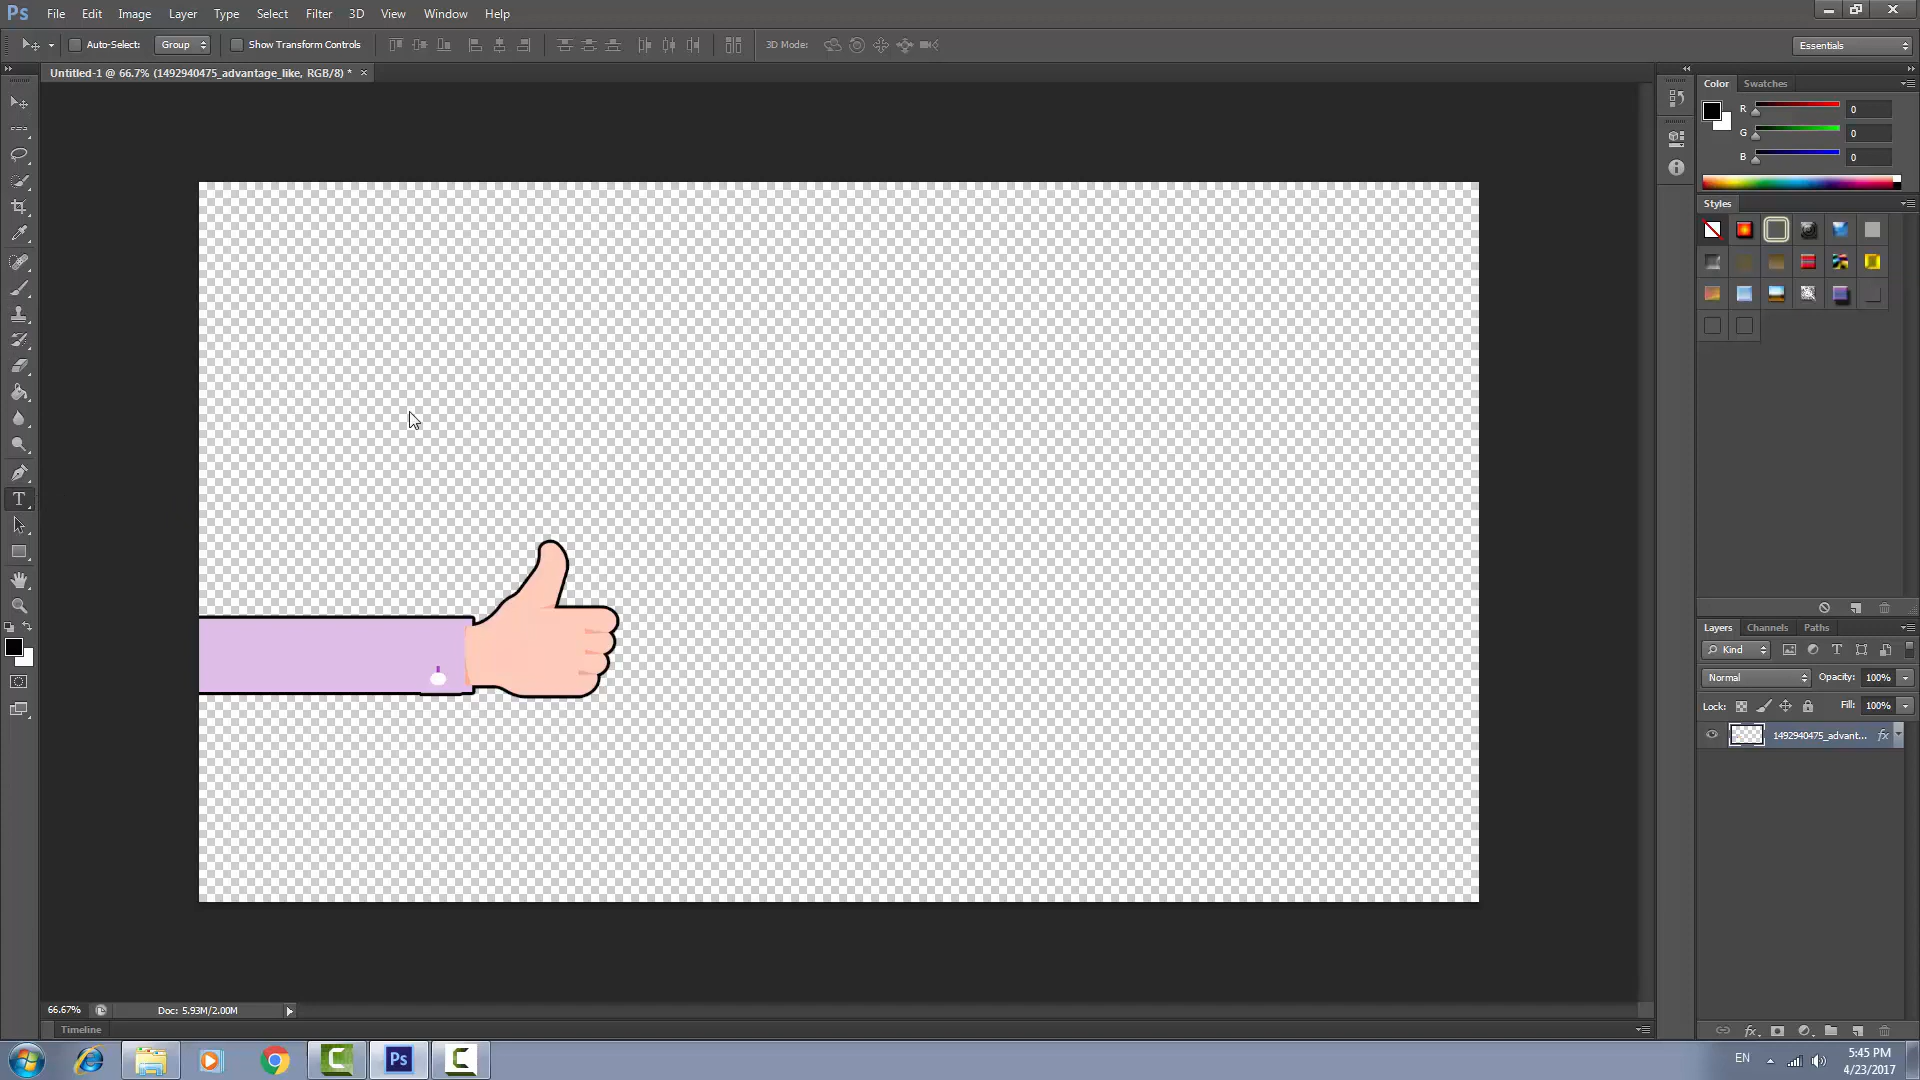 Ps File Edit Image Layer Type Select Filter 3D View Window Help
Auto-Select: Group Show Transform Controls 3D Mode: Essentials
Untitled-1 @ 66.7% (1492940475_advantage_like, RGB/8) *
Color Swatches
R 0
G 0
B 0
Styles
T
Layers Channels Paths
Kind T
Normal Opacity: 100%
Lock: Fill: 100%
1492940475_advant... fx
66.67% Doc: 5.93M/2.00M
Timeline
fx
Ps
EN
5:45 PM
4/23/2017